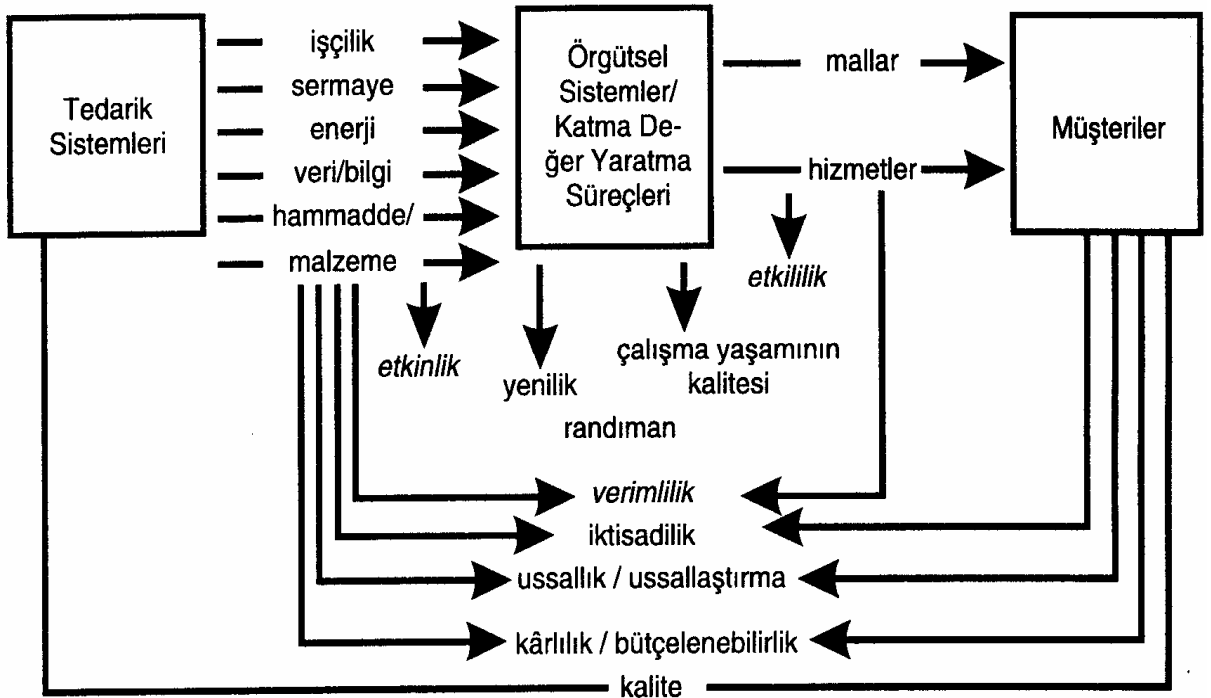 Tedarik
Sistemleri
işçilik
sermaye
enerji
veri/bilgi
hammadde/
malzeme
Örgütsel
Sistemler/
Katma De-
ğer Yaratma
Süreçleri
mallar
hizmetler
Müşteriler
etkinlik
yenilik
çalışma yaşamının
kalitesi
etkililik
randıman
verimlilik
iktisadilik
ussallık / ussallaştırma
kârlılık / bütçelenebilirlik
kalite